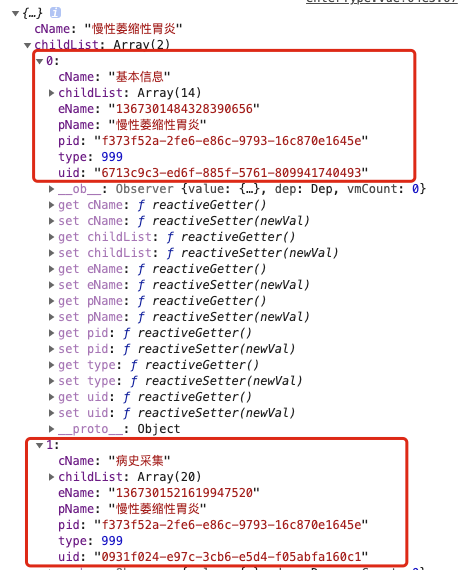 ▼{…} i
cName: "慢性萎缩性胃炎"
▼childList: Array(2)
▼0:
cName: "基本信息"
▶childList: Array(14)
eName: "1367301484328390656"
pName: "慢性萎缩性胃炎"
pid: "f373f52a-2fe6-e86c-9793-16c870e1645e"
type: 999
uid: "6713c9c3-ed6f-885f-5761-809941740493"
▶__ob__: Observer {value: {…}, dep: Dep, vmCount: 0}
▶get cName: ƒ reactiveGetter()
▶set cName: ƒ reactiveSetter(newVal)
▶get childList: ƒ reactiveGetter()
▶set childList: ƒ reactiveSetter(newVal)
▶get eName: ƒ reactiveGetter()
▶set eName: ƒ reactiveSetter(newVal)
▶get pName: ƒ reactiveGetter()
▶set pName: ƒ reactiveSetter(newVal)
▶get pid: ƒ reactiveGetter()
▶set pid: ƒ reactiveSetter(newVal)
▶get type: ƒ reactiveGetter()
▶set type: ƒ reactiveSetter(newVal)
▶get uid: ƒ reactiveGetter()
▶set uid: ƒ reactiveSetter(newVal)
▶__proto__: Object
▼1:
cName: "病史采集"
▶childList: Array(20)
eName: "1367301521619947520"
pName: "慢性萎缩性胃炎"
pid: "f373f52a-2fe6-e86c-9793-16c870e1645e"
type: 999
uid: "0931f024-e97c-3cb6-e5d4-f05abfa160c1"